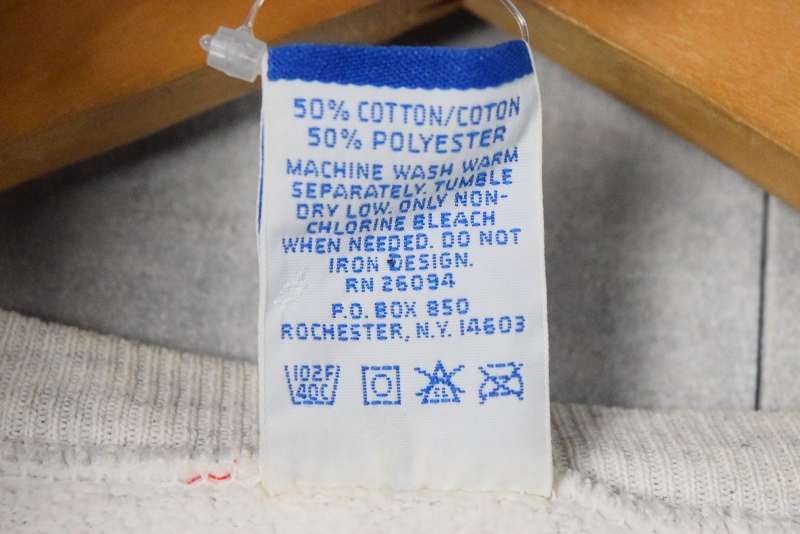 50% COTTON/COTON
50% POLYESTER
MACHINE WASH WARM
SEPARATELY. TUMBLE
DRY LOW. ONLY NON-
CHLORINE BLEACH
WHEN NEEDED. DO NOT
IRON DESIGN.
RN 26094
P.O. BOX 850
ROCHESTER, N.Y. 14603
102F
40C
CL